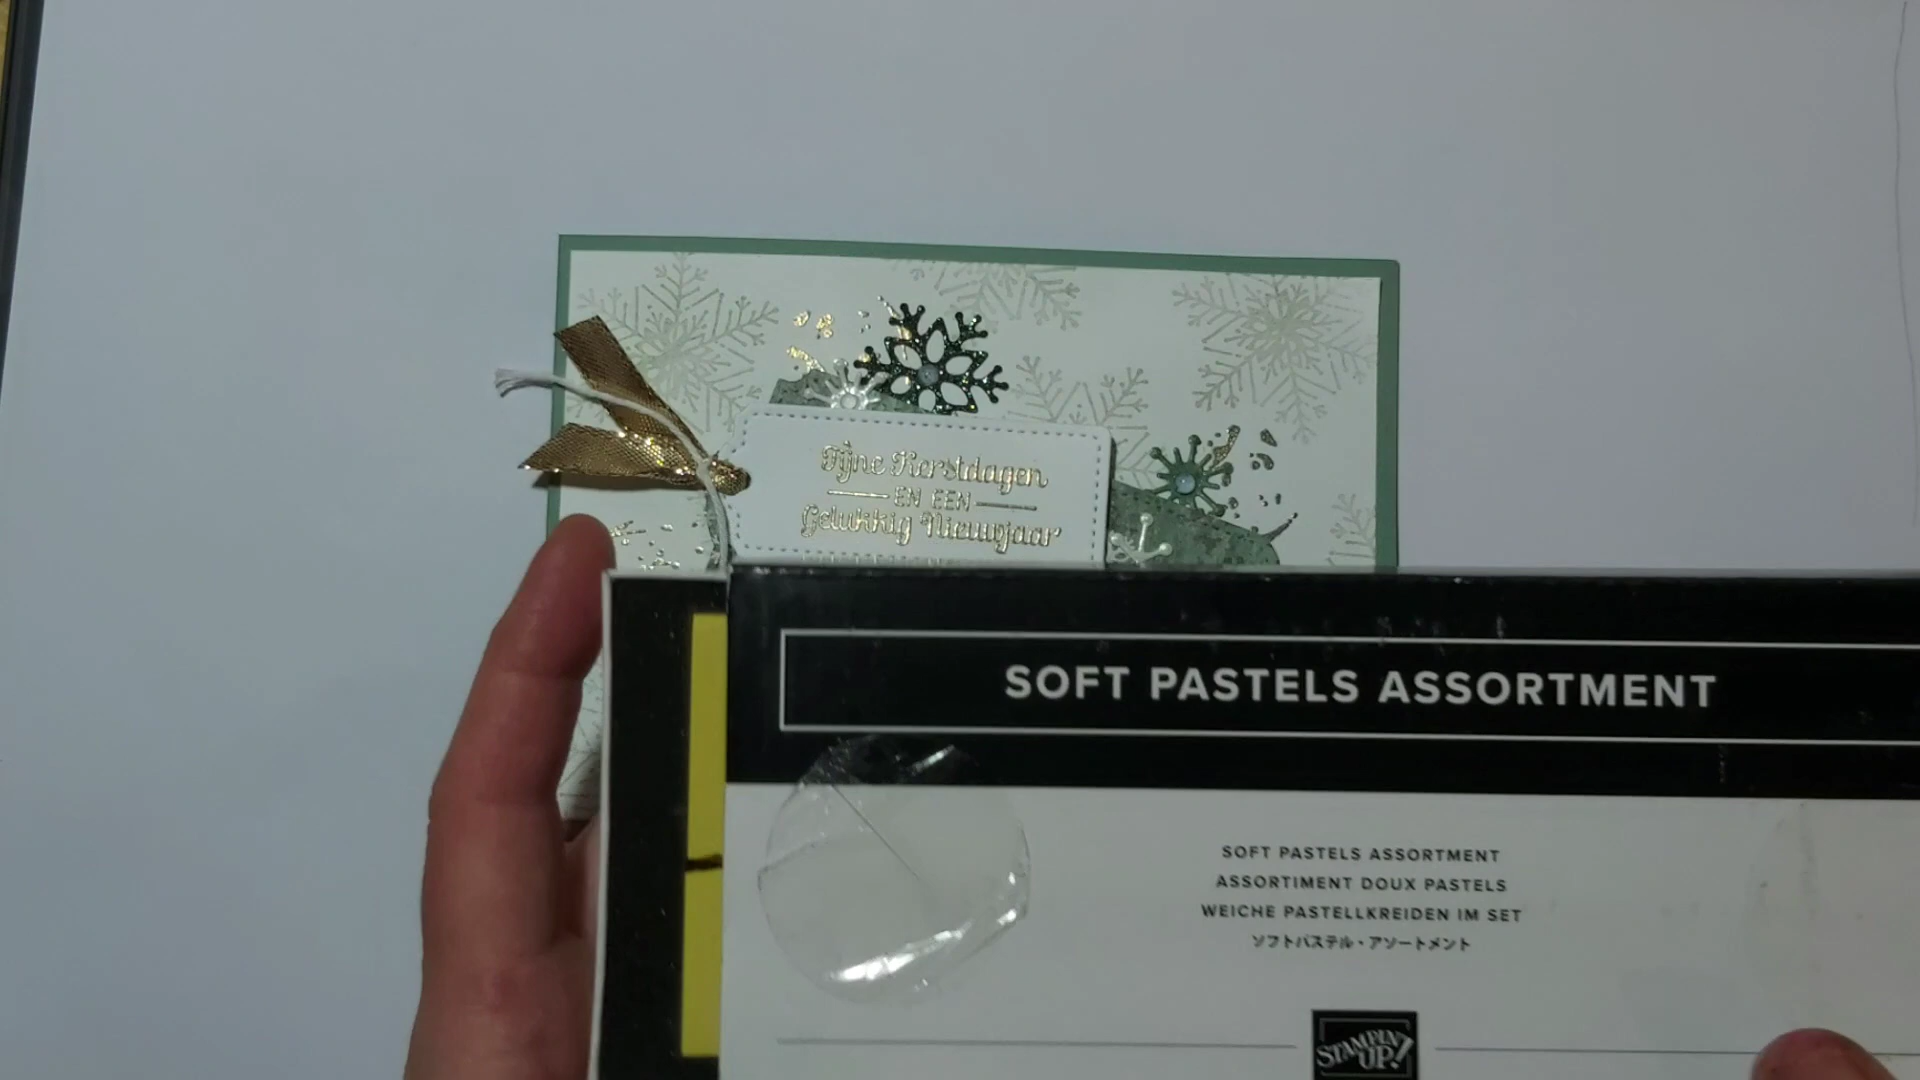 Fijne Kerstdagen
EN EEN
Gelukkig Nieuwjaar
SOFT PASTELS ASSORTMENT
SOFT PASTELS ASSORTMENT
ASSORTIMENT DOUX PASTELS
WEICHE PASTELLKREIDEN IM SET
ソフトパステル・アソートメント
STAMPIN'
UP!